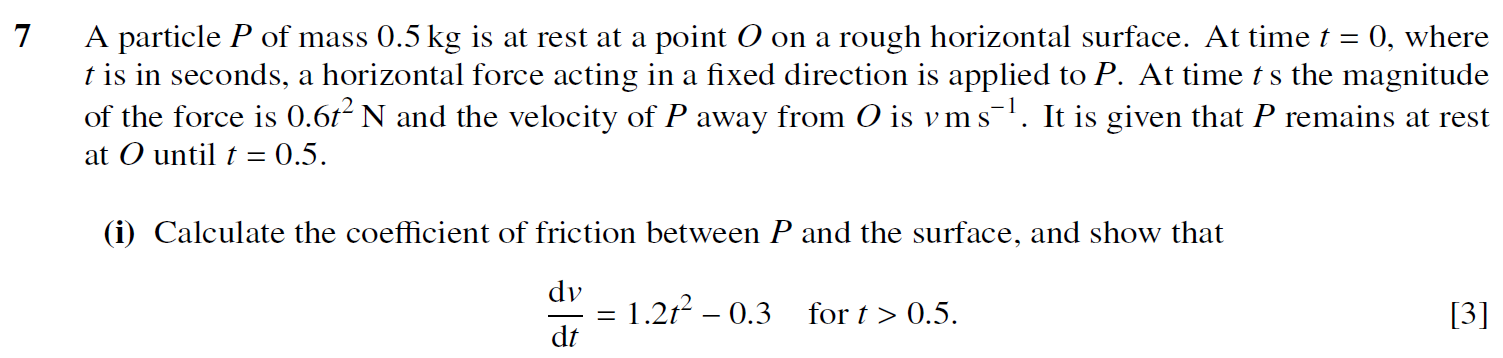 7 A particle P of mass 0.5 kg is at rest at a point O on a rough horizontal surface. At time t = 0, where
t is in seconds, a horizontal force acting in a fixed direction is applied to P. At time t s the magnitude
of the force is 0.6t² N and the velocity of P away from O is v m s⁻¹. It is given that P remains at rest
at O until t = 0.5.
(i) Calculate the coefficient of friction between P and the surface, and show that
dv/dt = 1.2t² − 0.3 for t > 0.5. [3]